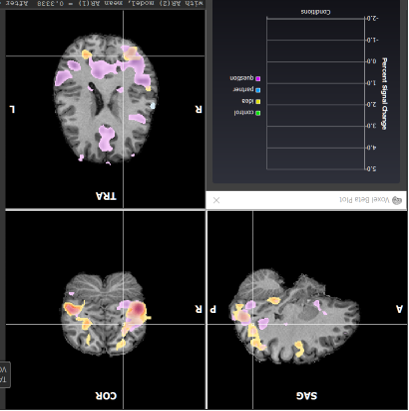 SAG
COR
A
P
R
Voxel Beta Plot
TRA
R
L
5.0
4.0
3.0
2.0
1.0
0.0
-1.0
-2.0
Percent Signal Change
control
idea
partner
question
Conditions
with AR(2) model, mean AR(1) = 0.3338 After